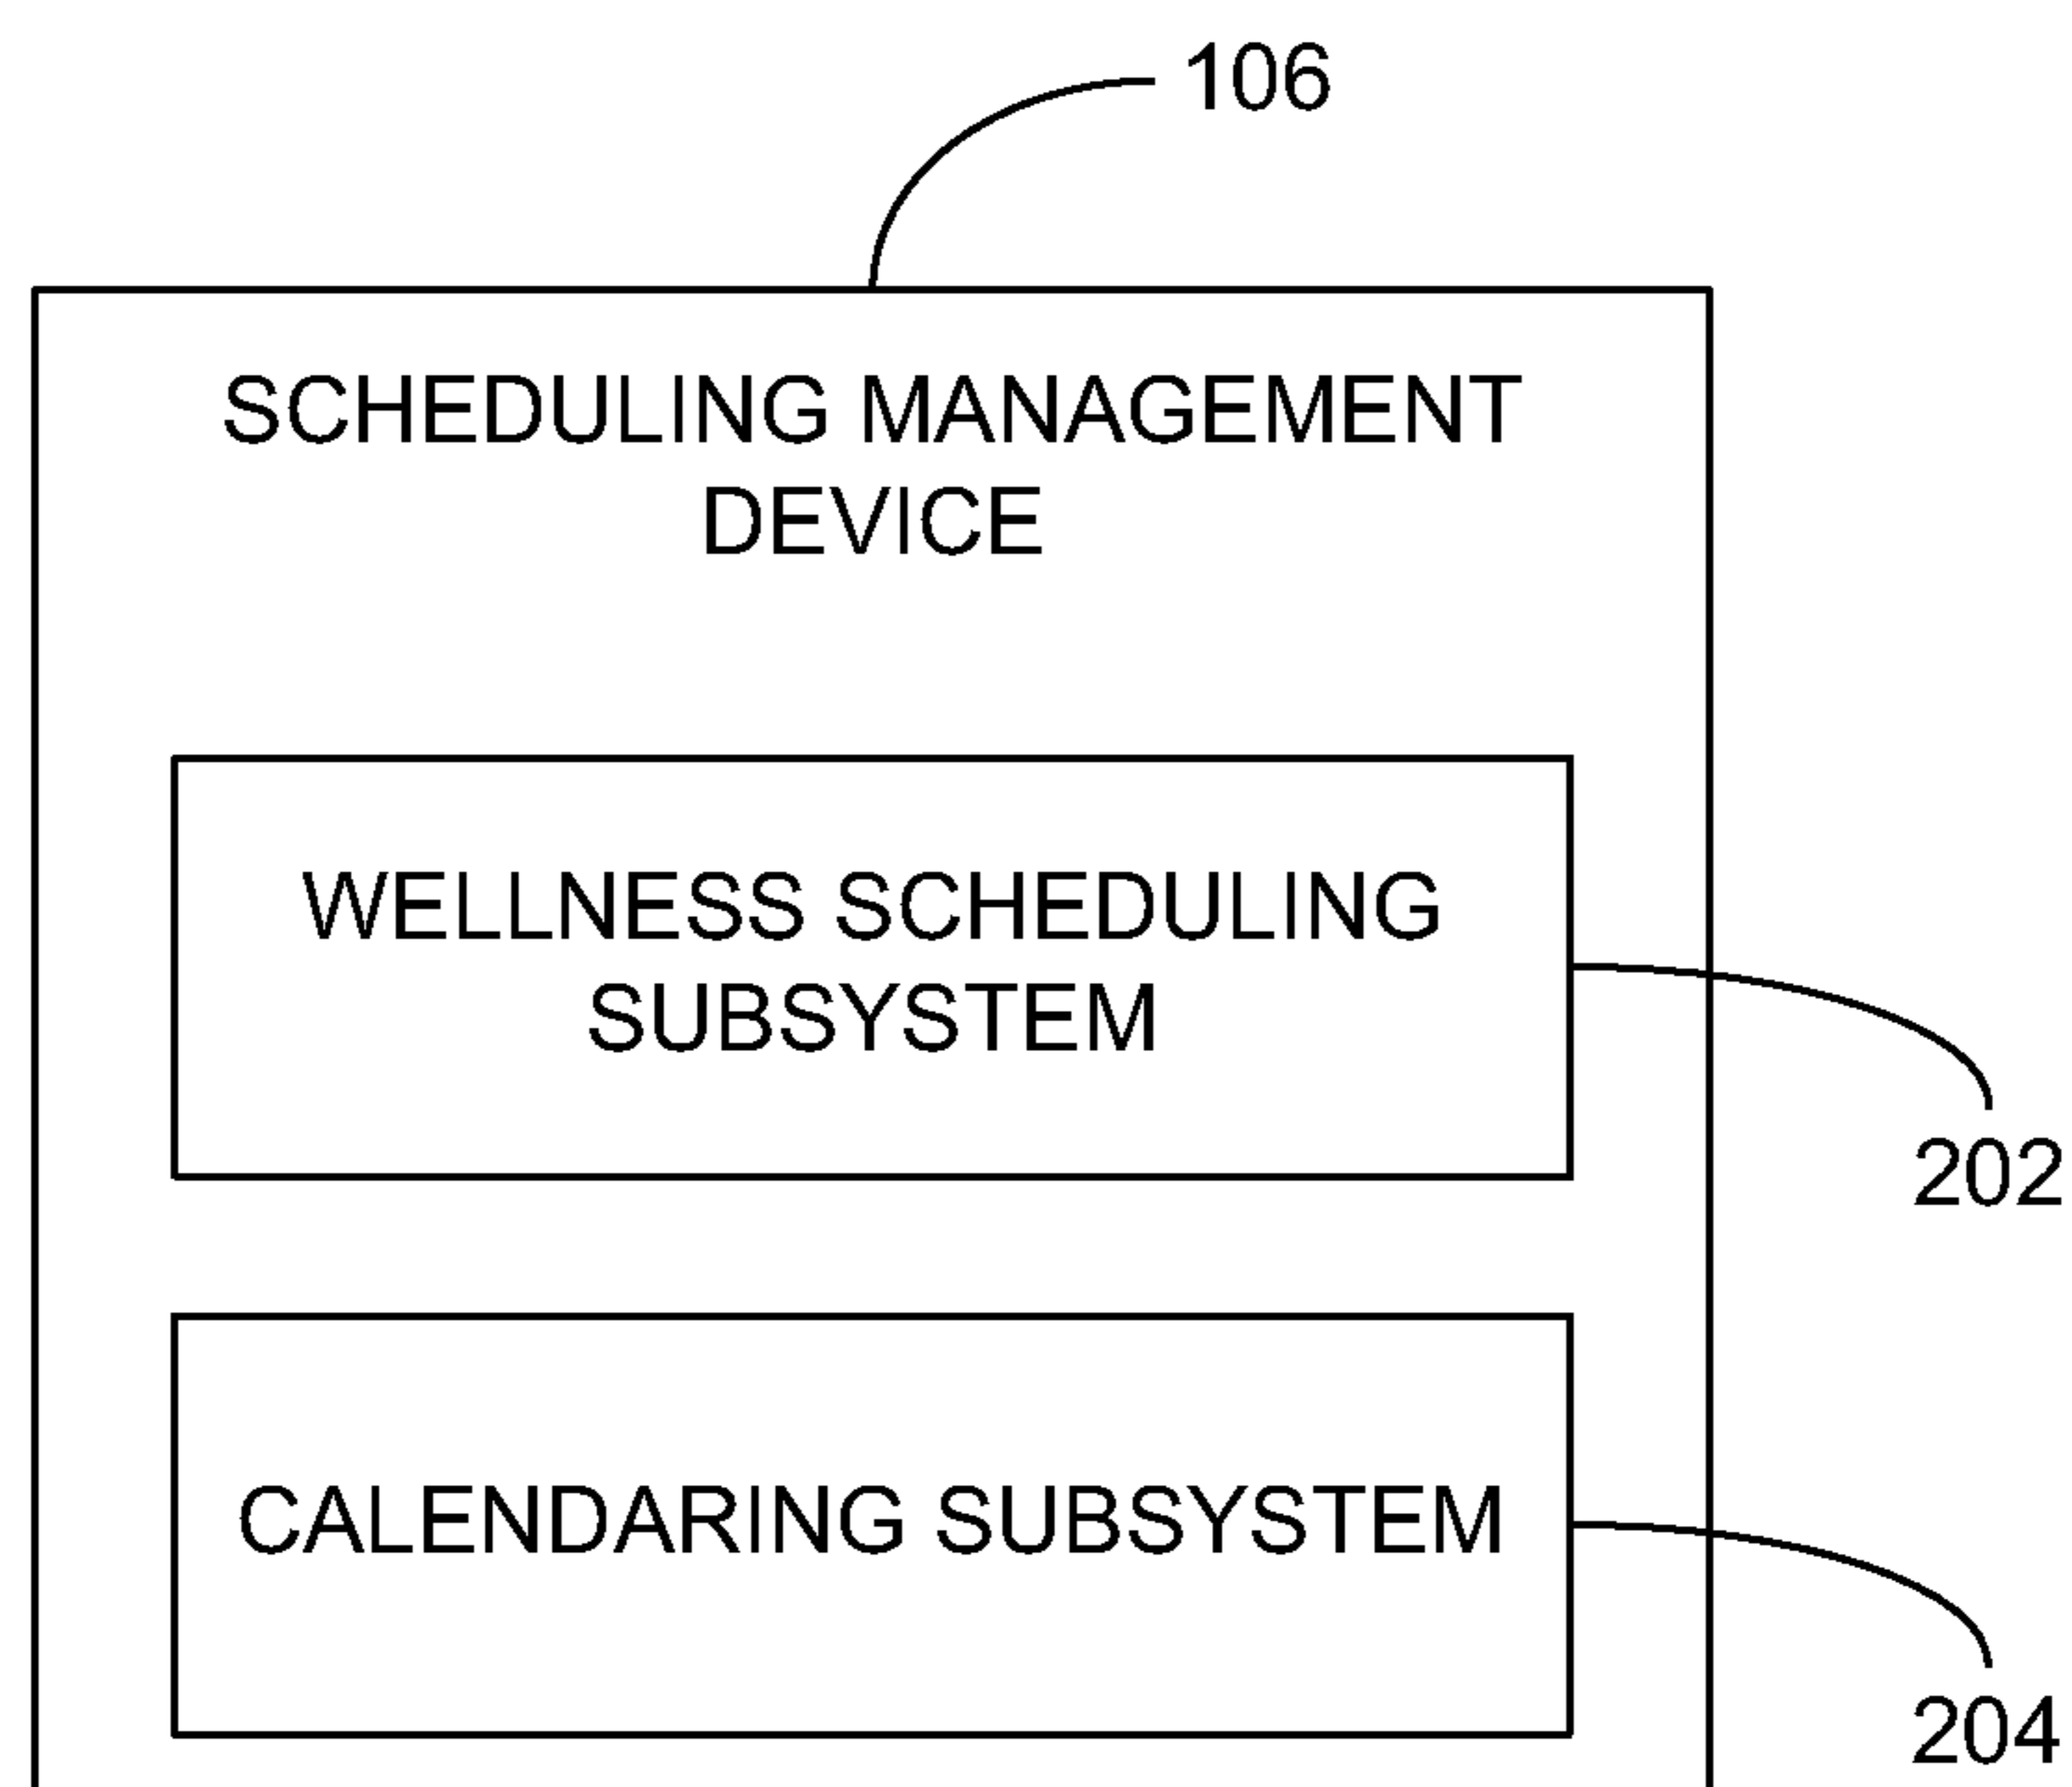 106
SCHEDULING MANAGEMENT
DEVICE
WELLNESS SCHEDULING
SUBSYSTEM
202
CALENDARING SUBSYSTEM
204